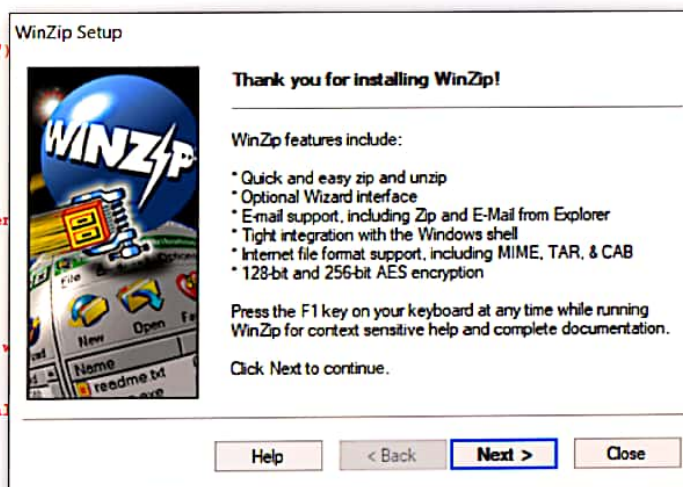 WinZip Setup
WINZIP
File
Options
New
Open
Name
readme.txt
.exe
Thank you for installing WinZip!
WinZip features include:
* Quick and easy zip and unzip
* Optional Wizard interface
* E-mail support, including Zip and E-Mail from Explorer
* Tight integration with the Windows shell
* Internet file format support, including MIME, TAR, & CAB
* 128-bit and 256-bit AES encryption
Press the F1 key on your keyboard at any time while running
WinZip for context sensitive help and complete documentation.
Click Next to continue.
Help
< Back
Next >
Close